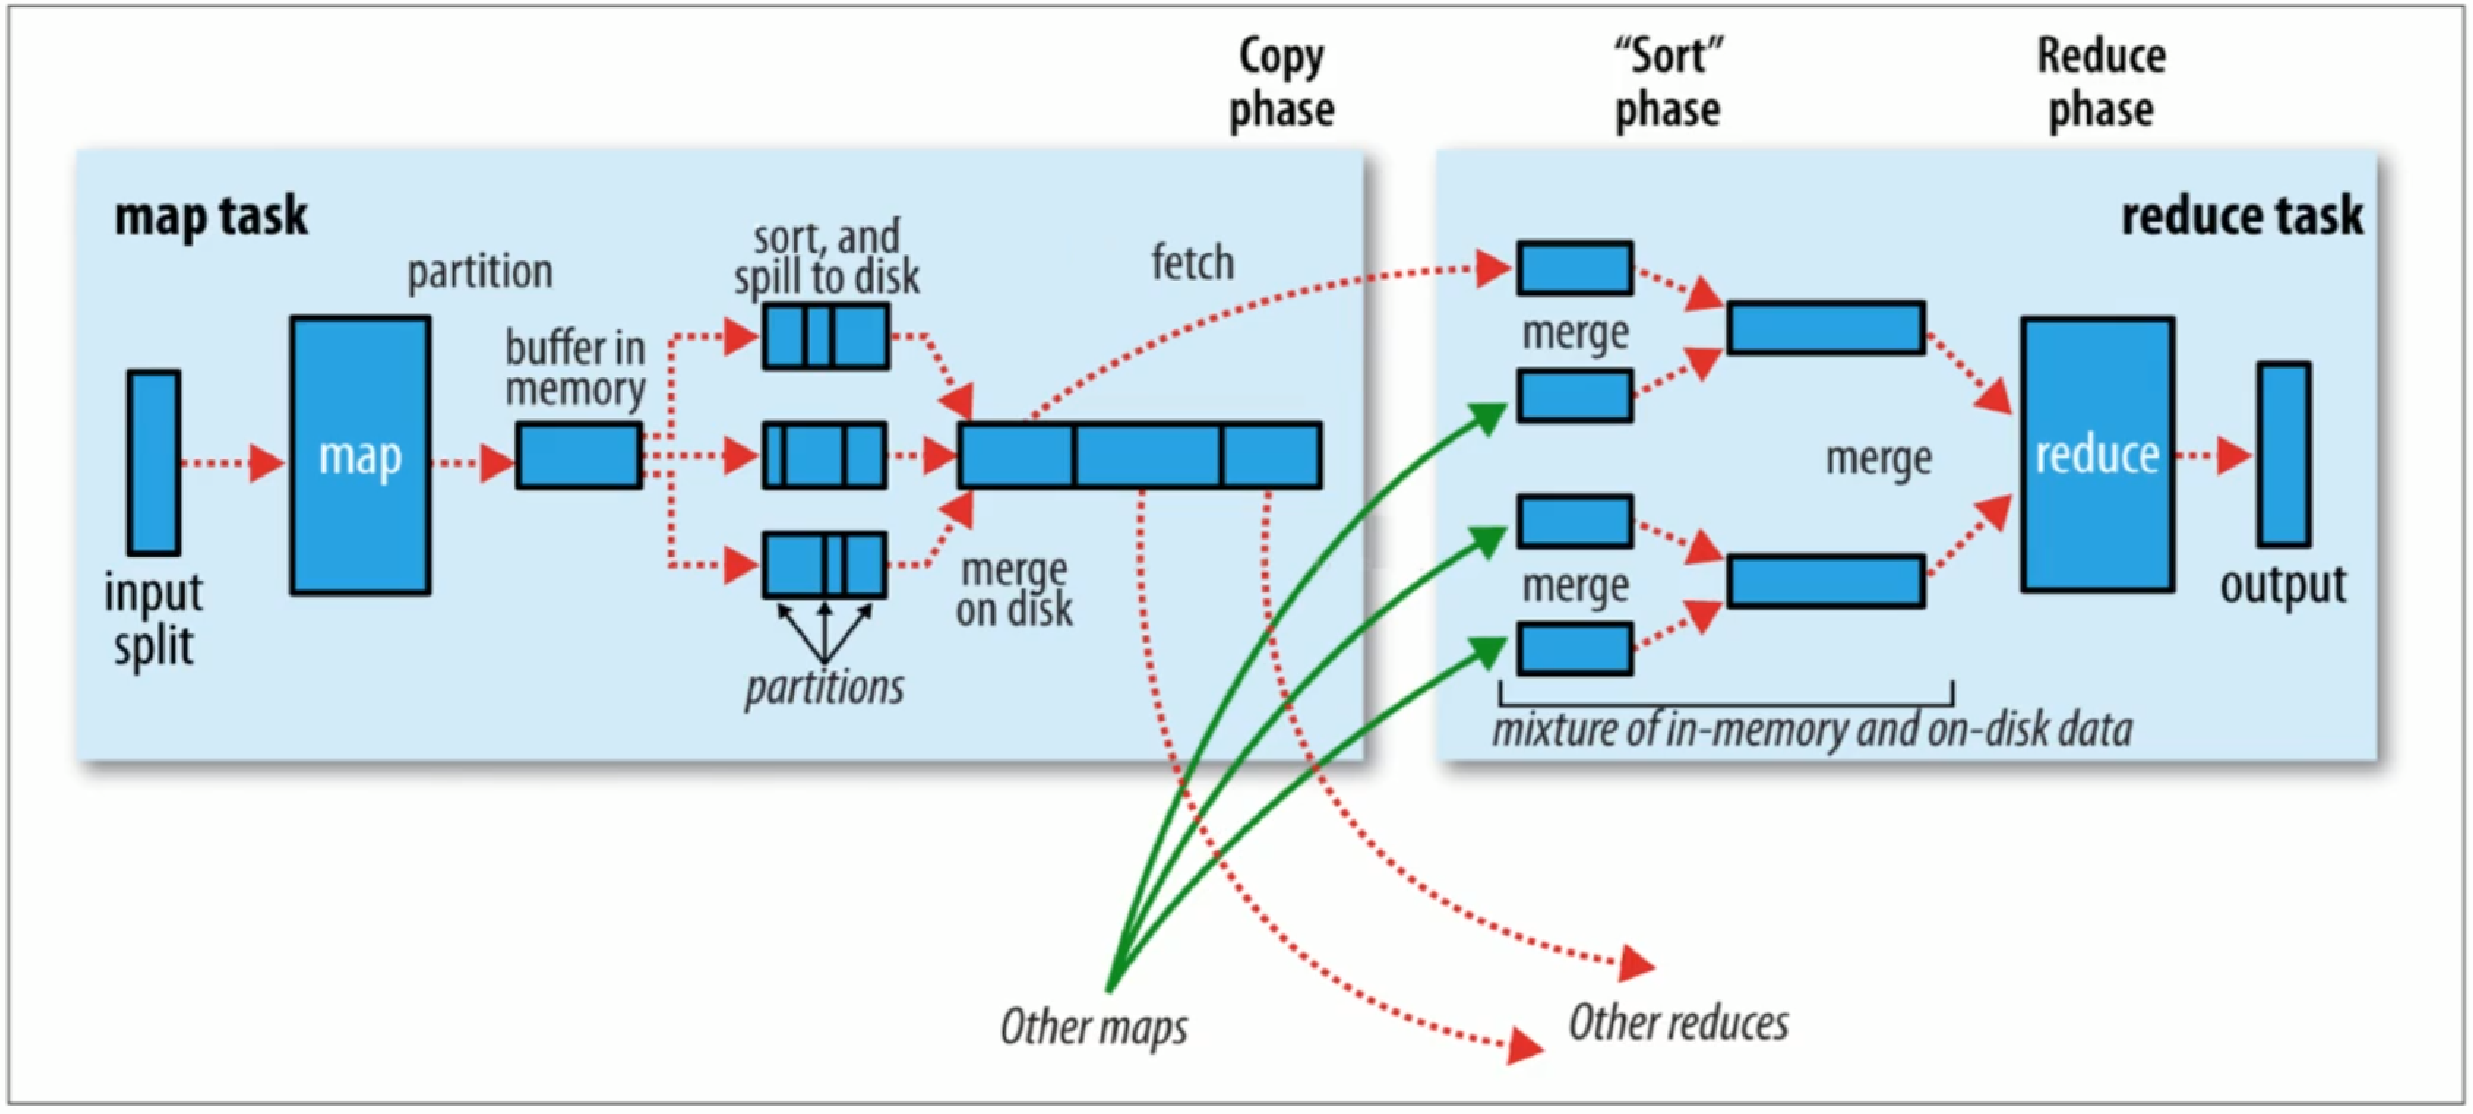 Copy
phase
“Sort”
phase
Reduce
phase
map task
partition
buffer in
memory
sort, and
spill to disk
fetch
input
split
map
partitions
merge
on disk
reduce task
merge
merge
merge
reduce
output
mixture of in-memory and on-disk data
Other maps
Other reduces